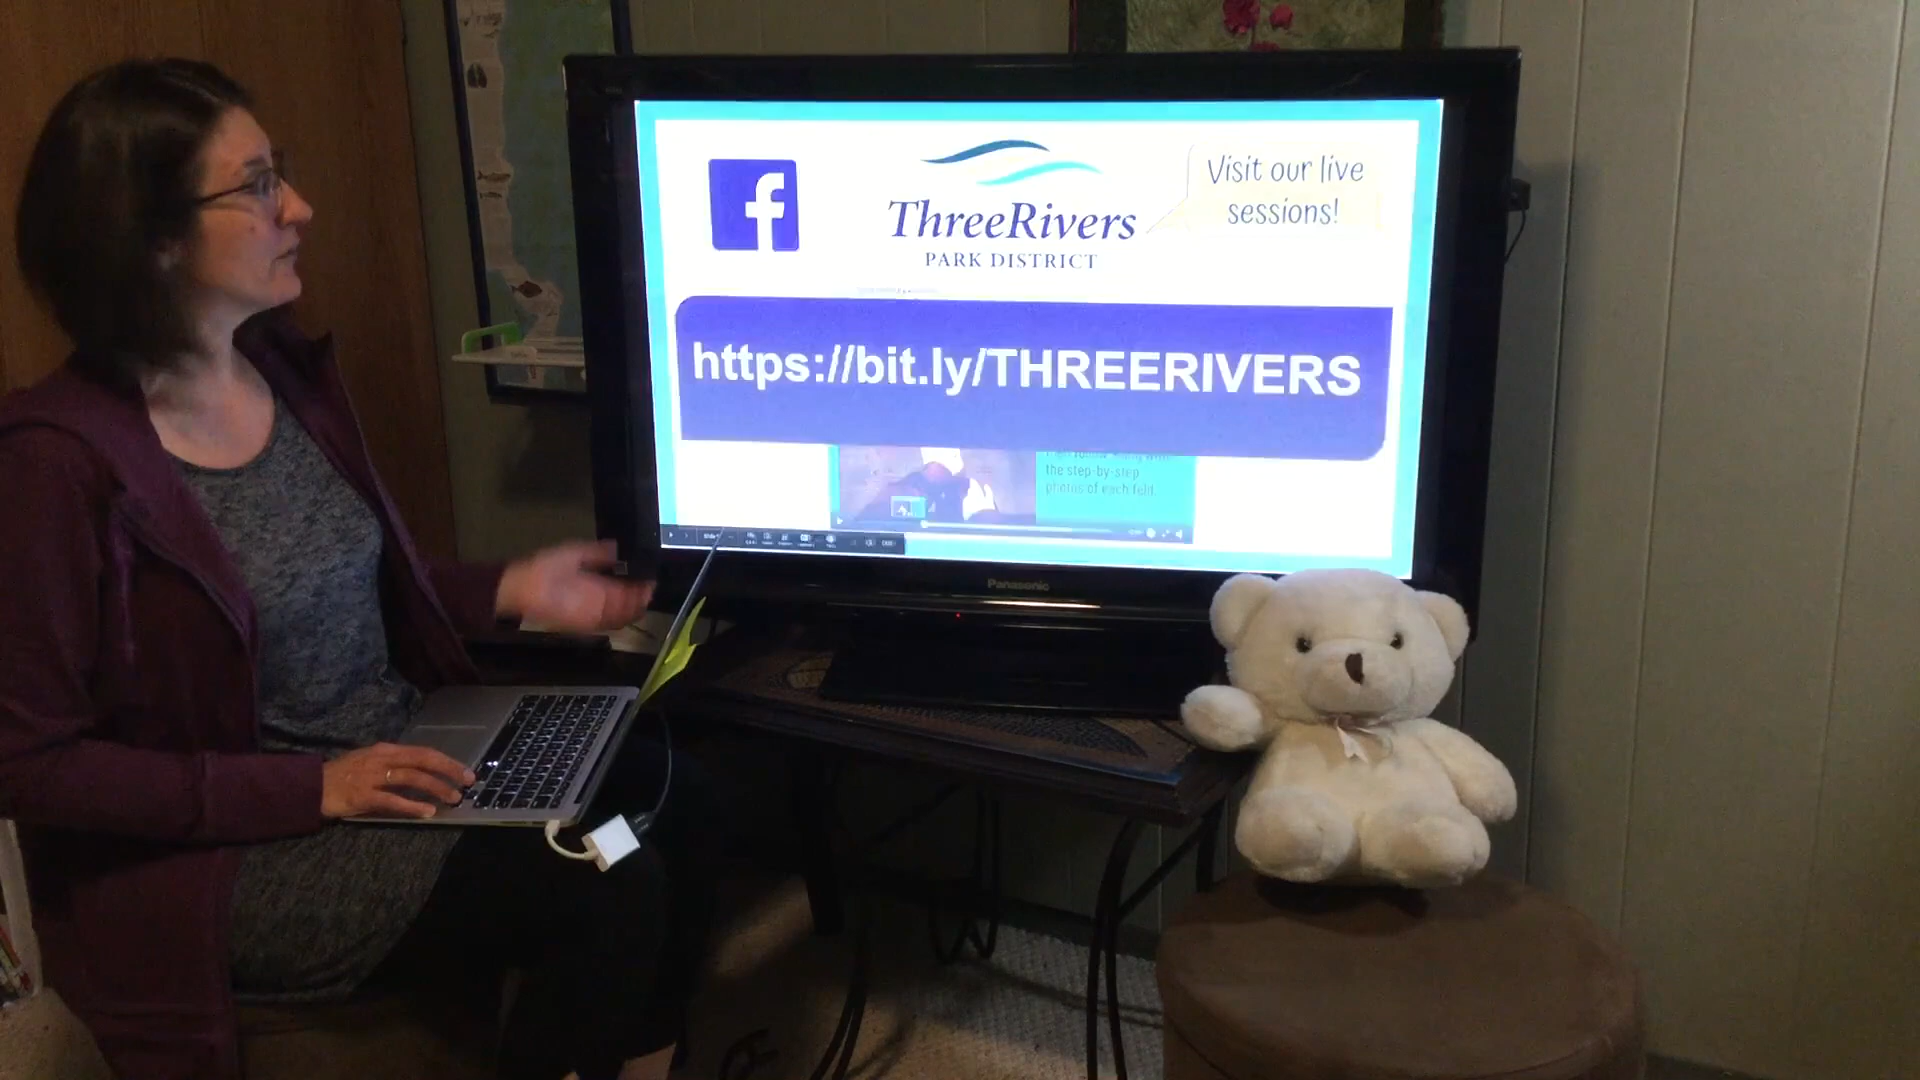 f
ThreeRivers
PARK DISTRICT
Visit our live
sessions!
https://bit.ly/THREERIVERS
the step-by-step
photos of each fold.
Panasonic